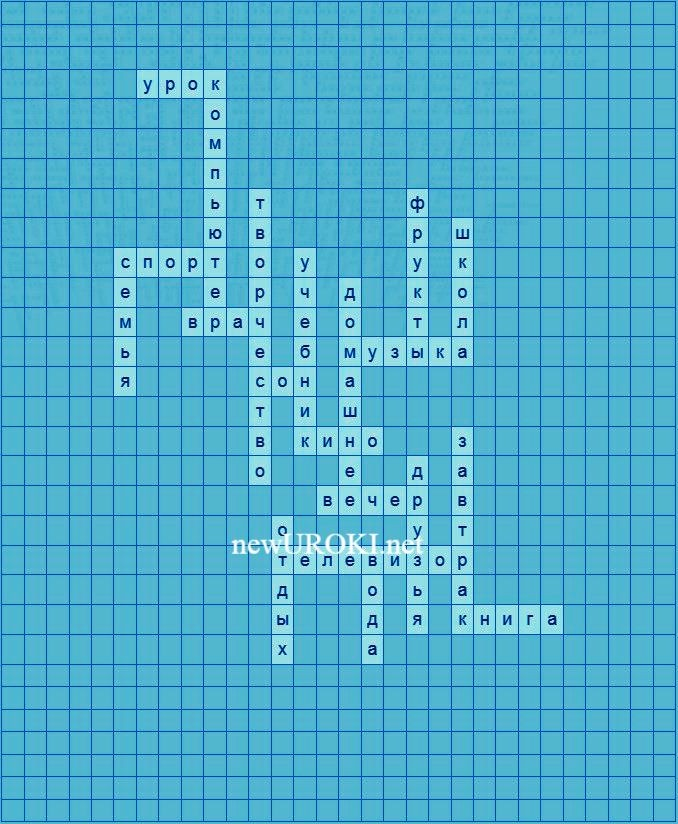 урок
компьютер
творчество
фрукты
школа
спорт
семья
учебник
домашнее
врач
музыка
сон
кино
завтрак
друзья
вечер
отдых
newUROKI.net
телевизор
вода
книга